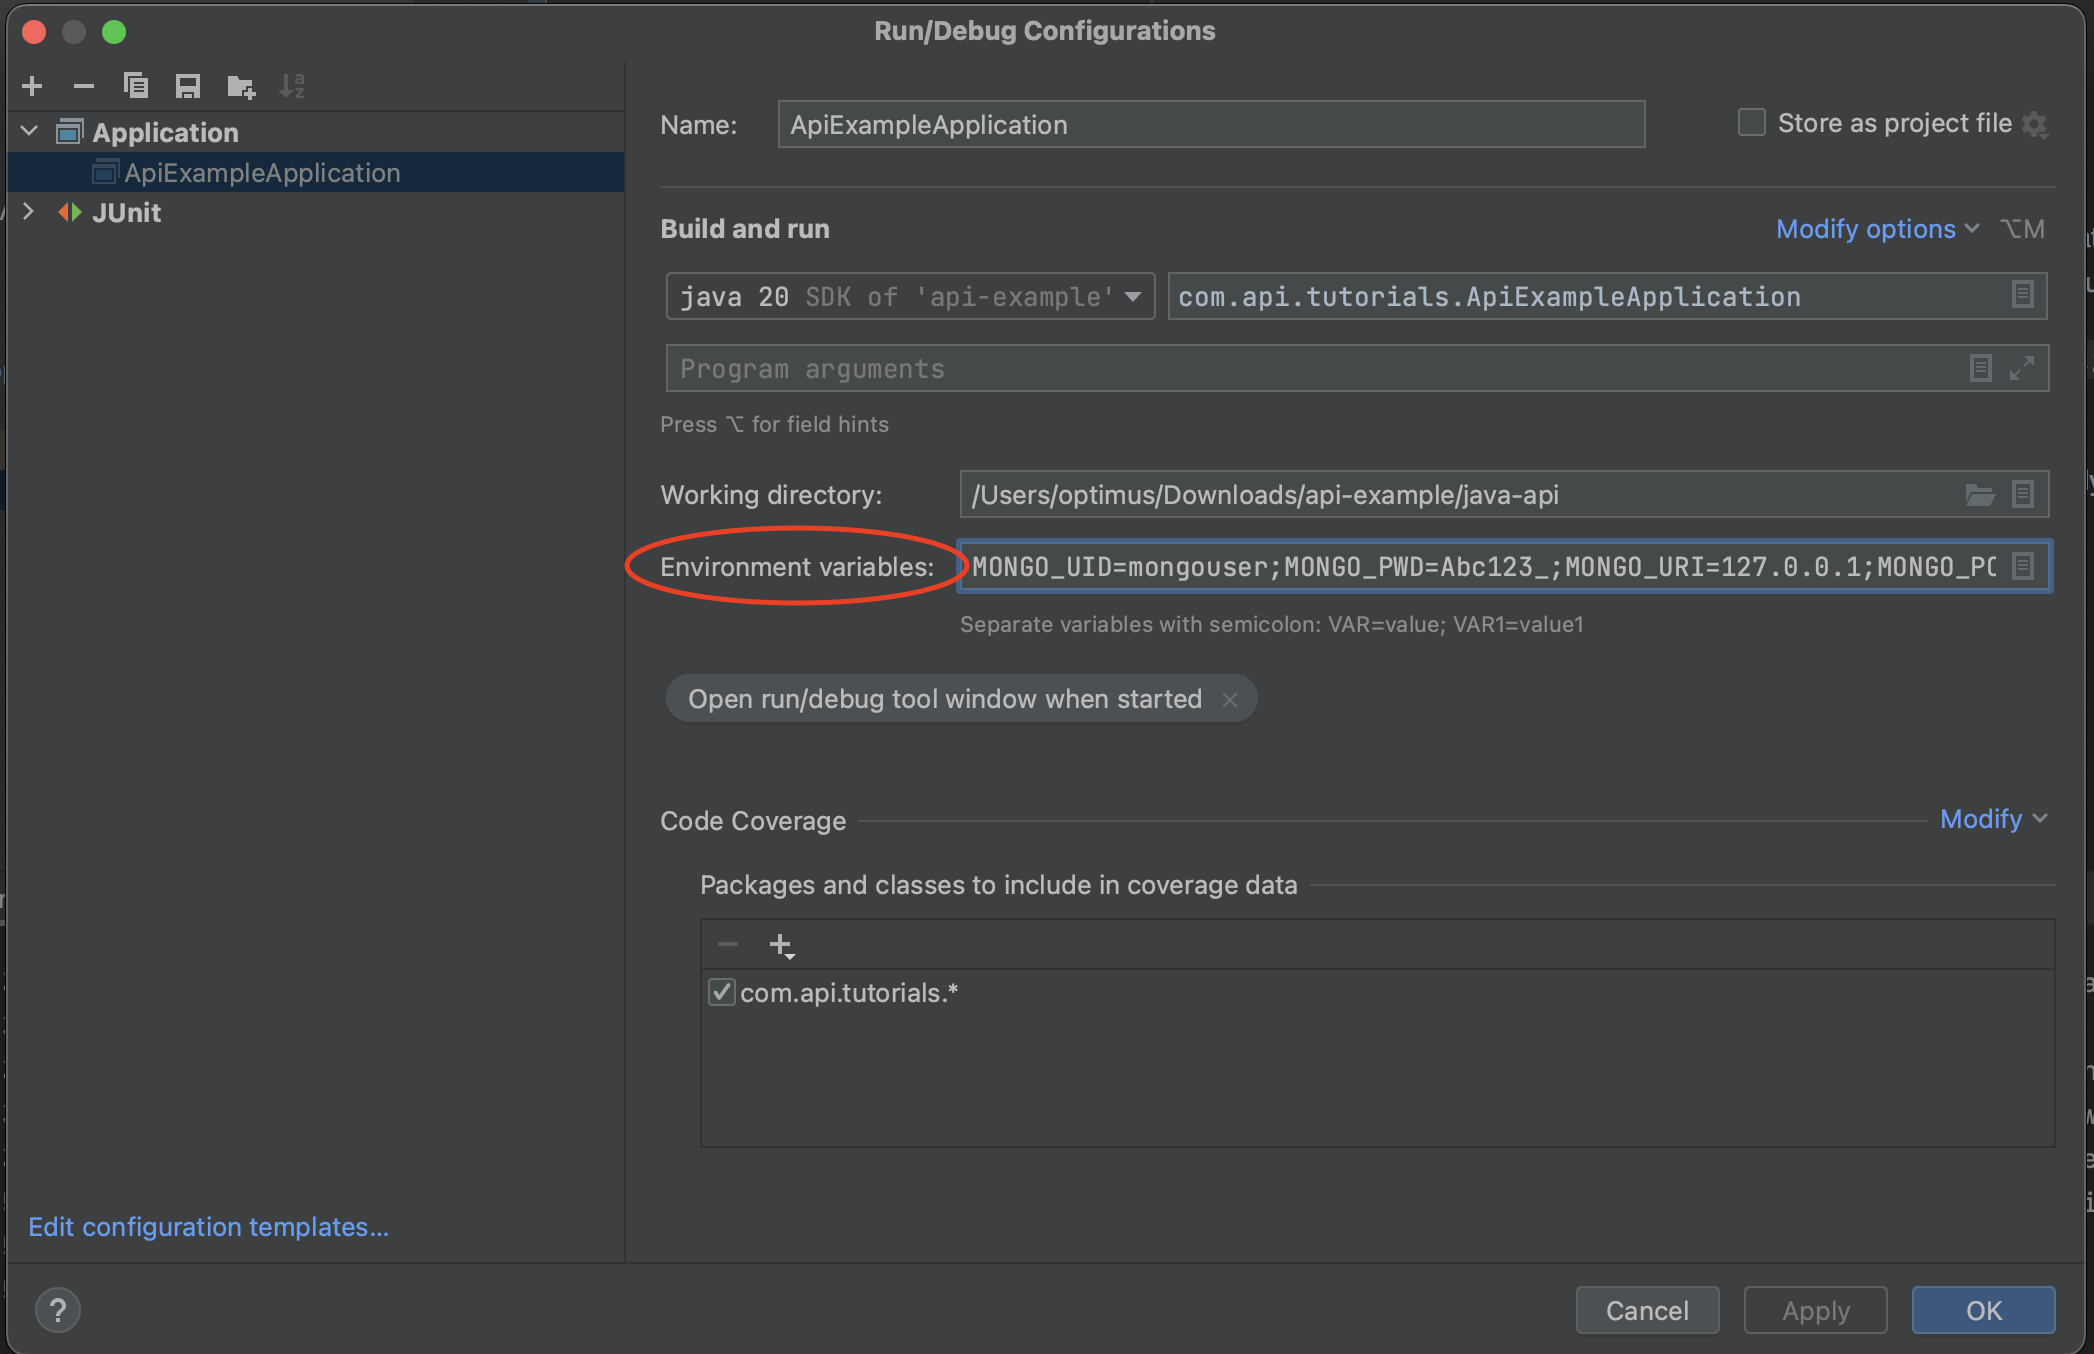 Run/Debug Configurations
Application
ApiExampleApplication
JUnit
Name: ApiExampleApplication
Store as project file
Build and run
Modify options ⌥M
java 20 SDK of 'api-example'
com.api.tutorials.ApiExampleApplication
Program arguments
Press ⌥ for field hints
Working directory: /Users/optimus/Downloads/api-example/java-api
Environment variables: MONGO_UID=mongouser;MONGO_PWD=Abc123_;MONGO_URI=127.0.0.1;
Separate variables with semicolon: VAR=value; VAR1=value1
Open run/debug tool window when started
Code Coverage
Modify
Packages and classes to include in coverage data
com.api.tutorials.*
Edit configuration templates...
?
Cancel
Apply
OK